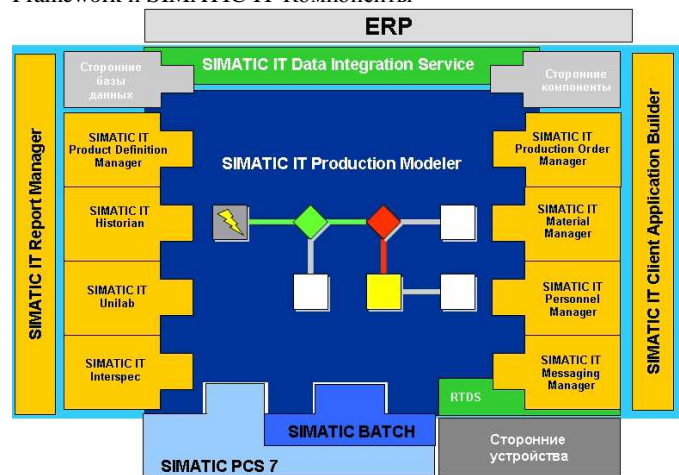 Framework и SIMATIC IT Компоненты
ERP
SIMATIC IT Data Integration Service
Сторонние
базы
данных
Сторонние
компоненты
SIMATIC IT Report Manager
SIMATIC IT
Product Definition
Manager
SIMATIC IT
Historian
SIMATIC IT
Unilab
SIMATIC IT
Interspec
SIMATIC IT Production Modeler
SIMATIC IT
Production Order
Manager
SIMATIC IT
Material
Manager
SIMATIC IT
Personnel
Manager
SIMATIC IT
Messaging
Manager
SIMATIC IT Client Application Builder
RTDS
SIMATIC BATCH
SIMATIC PCS 7
Сторонние
устройства